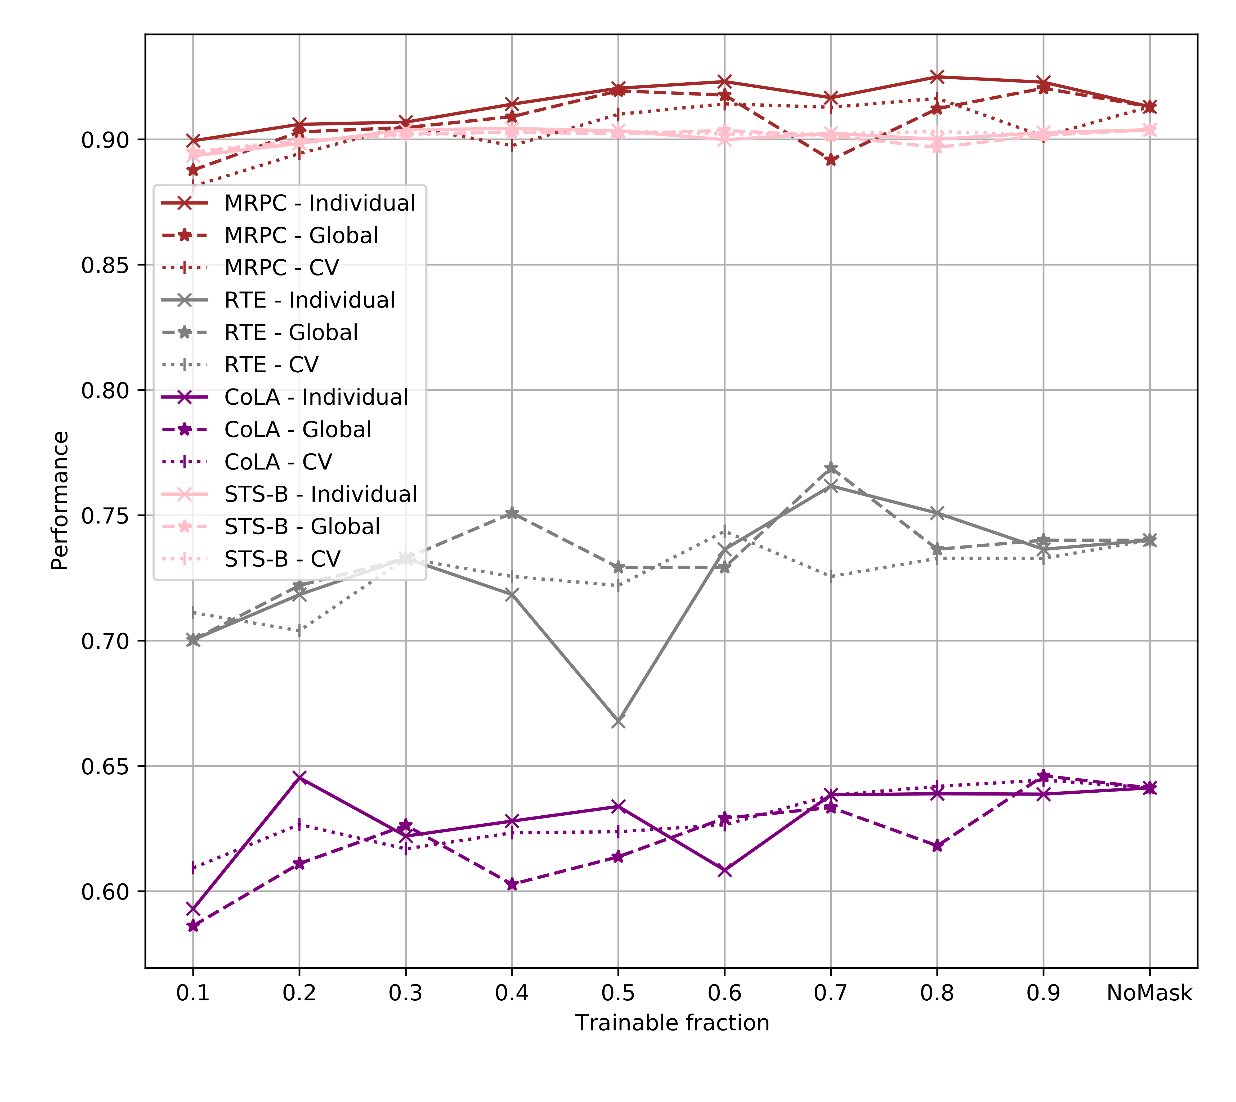 0.90
0.85
0.80
0.75
0.70
0.65
0.60
Performance
MRPC - Individual
MRPC - Global
MRPC - CV
RTE - Individual
RTE - Global
RTE - CV
CoLA - Individual
CoLA - Global
CoLA - CV
STS-B - Individual
STS-B - Global
STS-B - CV
0.1 0.2 0.3 0.4 0.5 0.6 0.7 0.8 0.9 NoMask
Trainable fraction